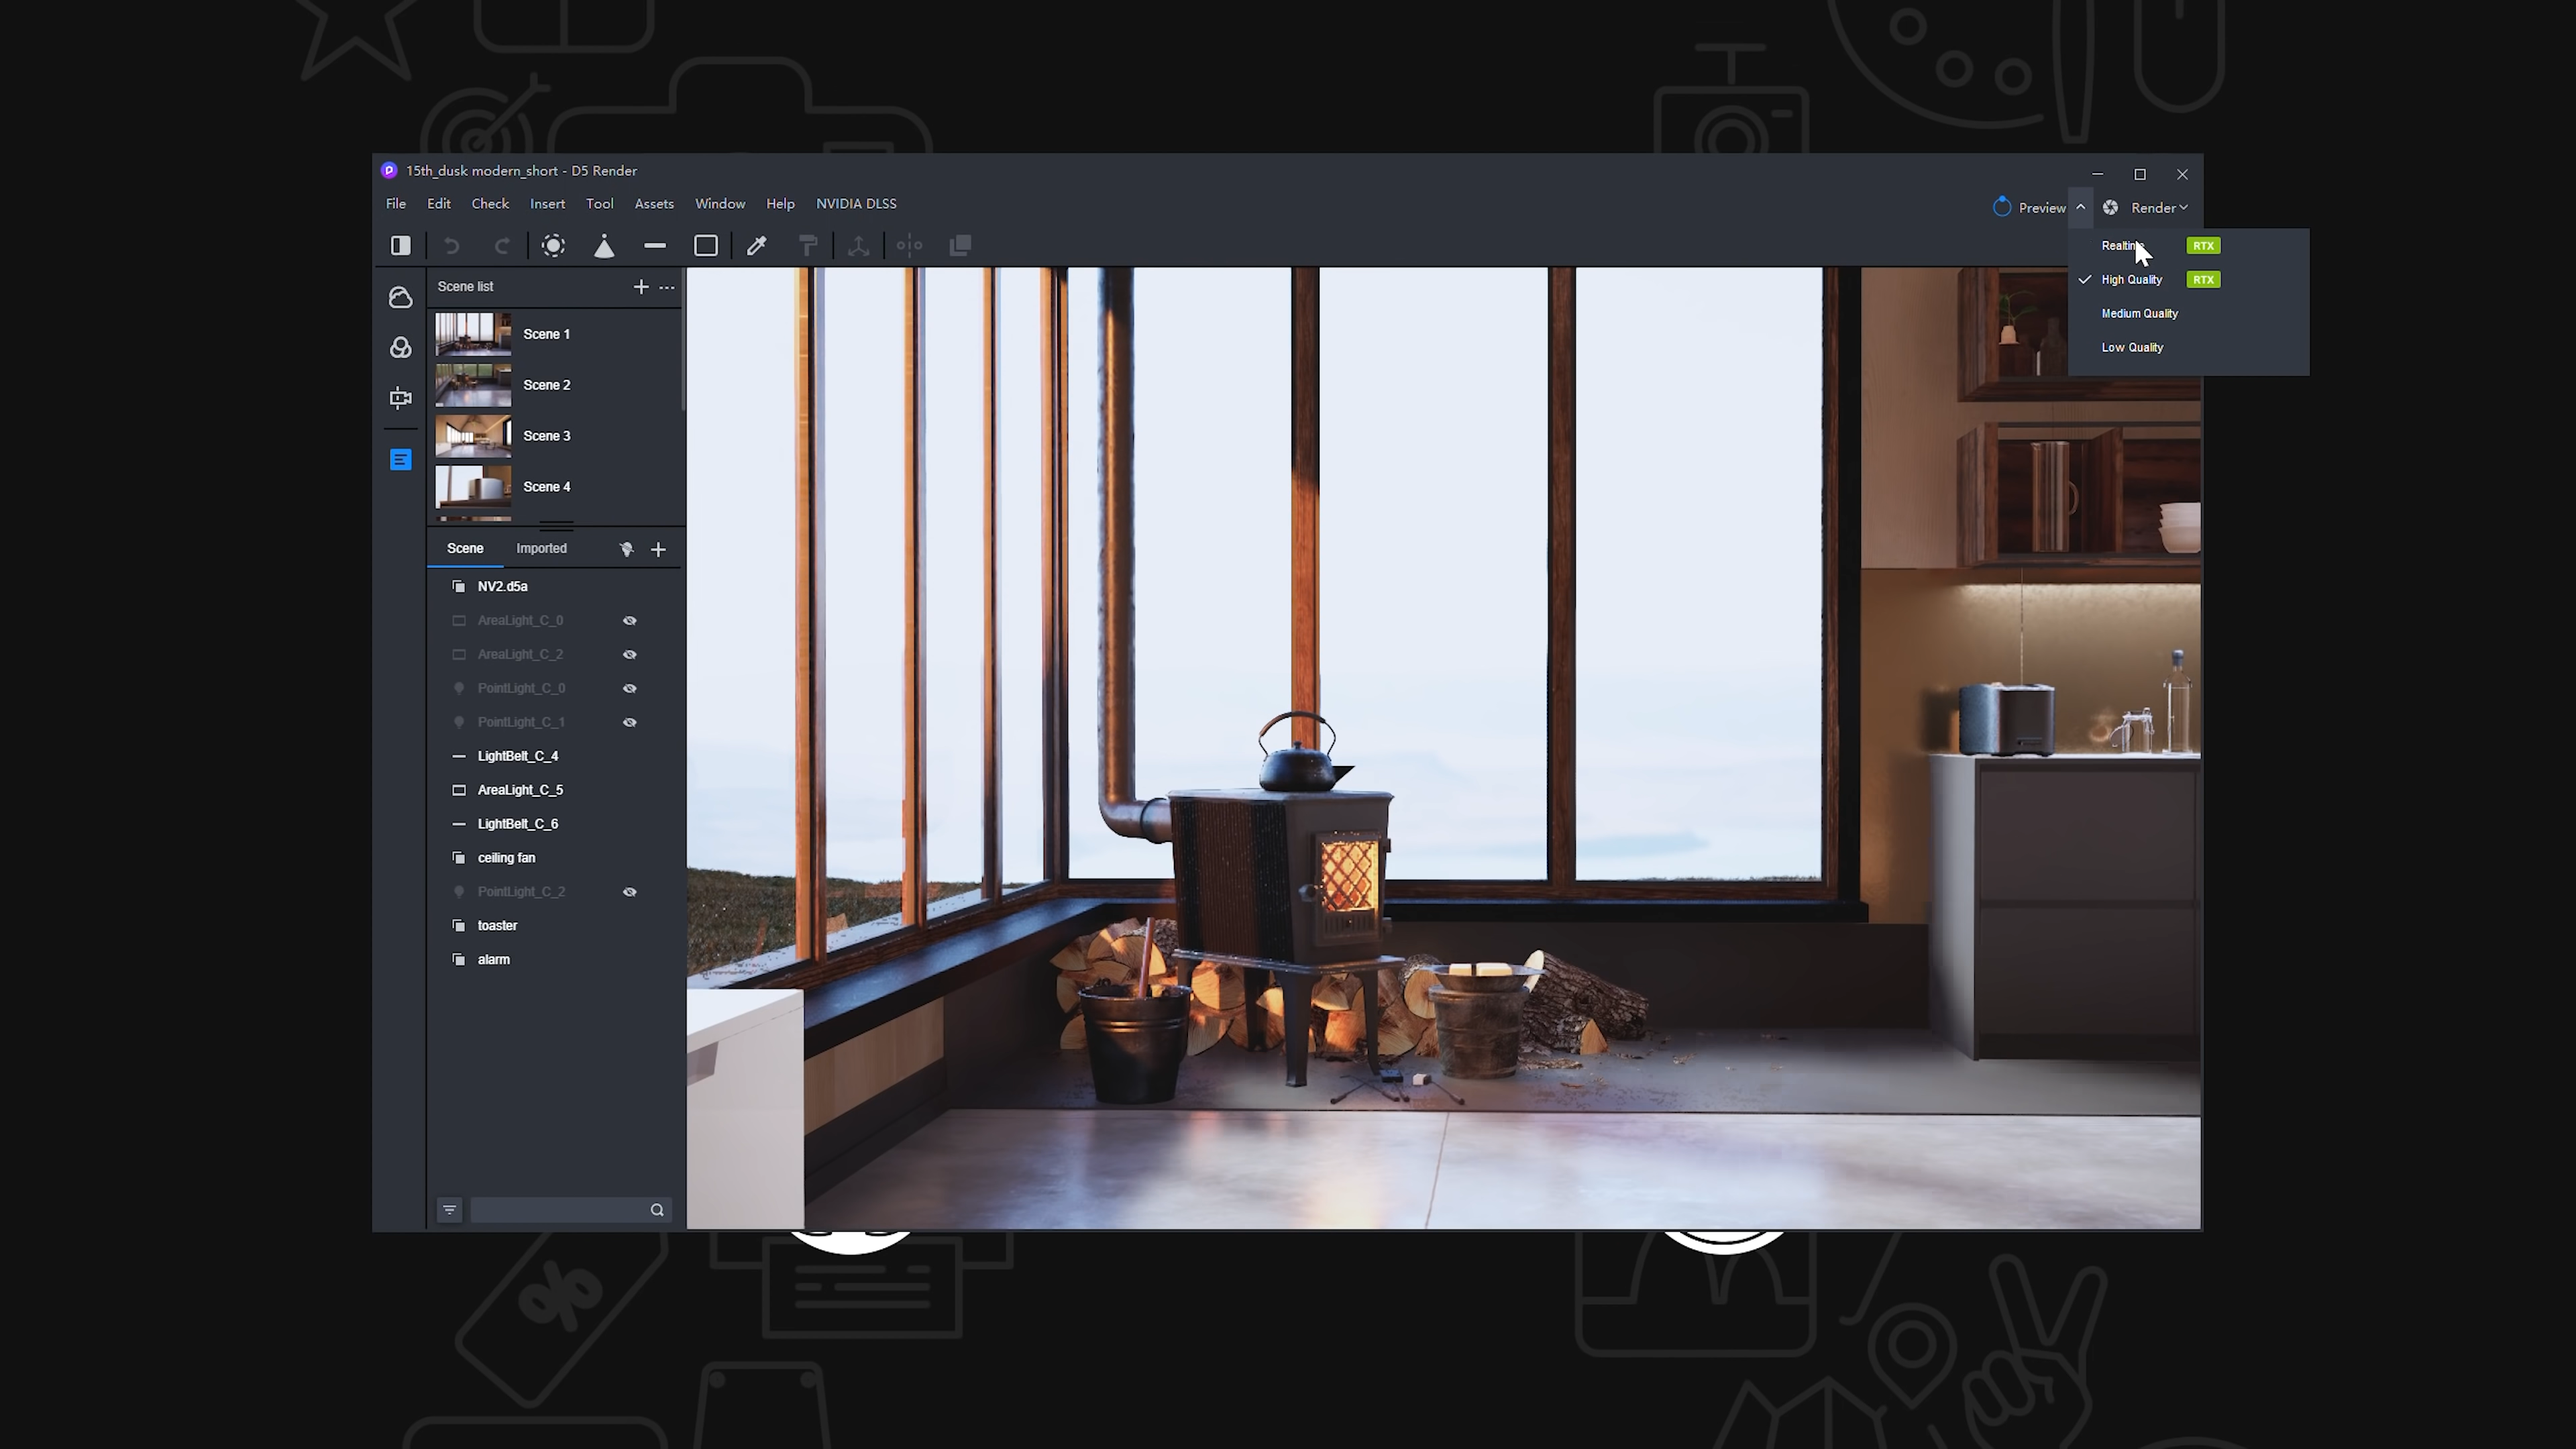 15th_dusk modern_short - D5 Render
File Edit Check Insert Tool Assets Window Help NVIDIA DLSS
Preview Render
Realtime RTX
High Quality RTX
Medium Quality
Low Quality
Scene list
Scene 1
Scene 2
Scene 3
Scene 4
Scene Imported
NV2.d5a
AreaLight_C_0
AreaLight_C_2
PointLight_C_0
PointLight_C_1
LightBelt_C_4
AreaLight_C_5
LightBelt_C_6
ceiling fan
PointLight_C_2
toaster
alarm
%